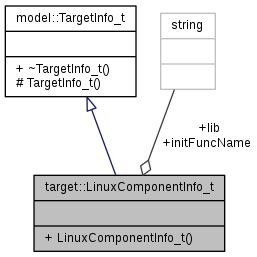 model::TargetInfo_t
+ ~TargetInfo_t()
# TargetInfo_t()
string
+lib
+initFuncName
target::LinuxComponentInfo_t
+ LinuxComponentInfo_t()